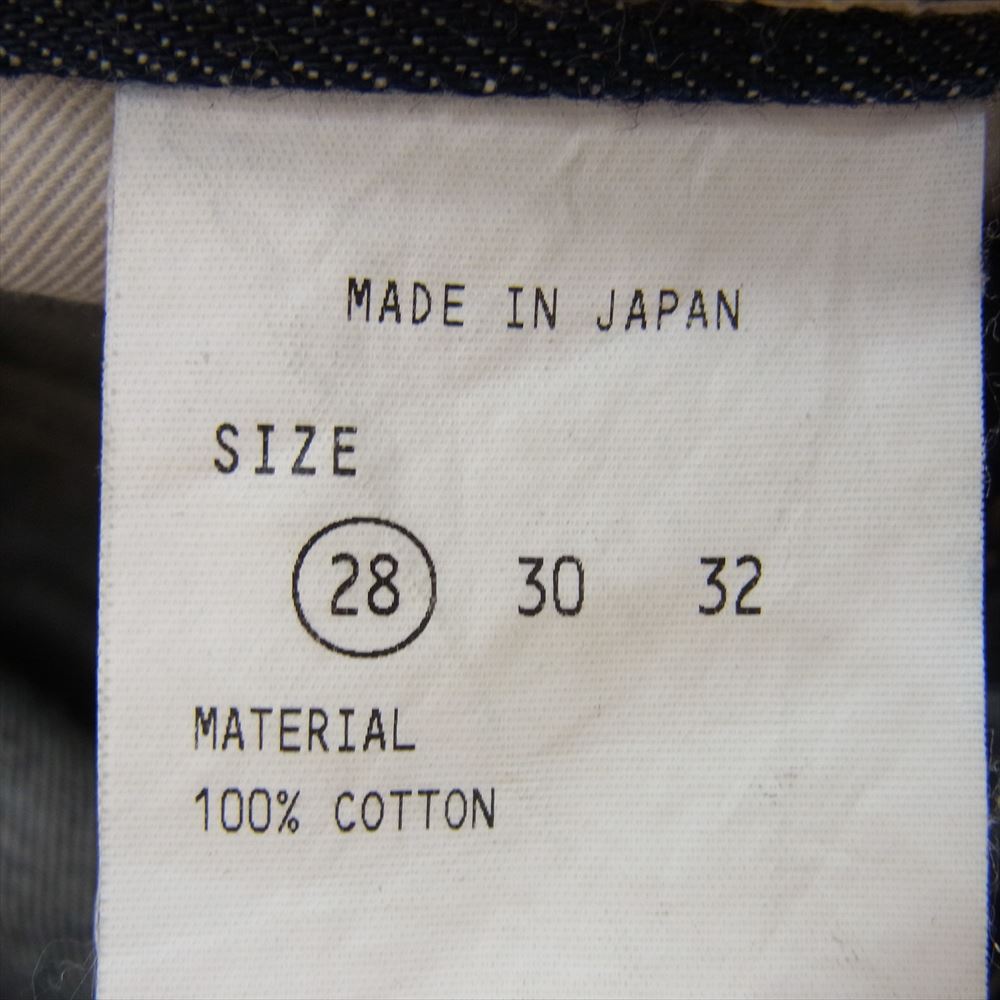 MADE IN JAPAN
SIZE
28 30 32
MATERIAL
100% COTTON